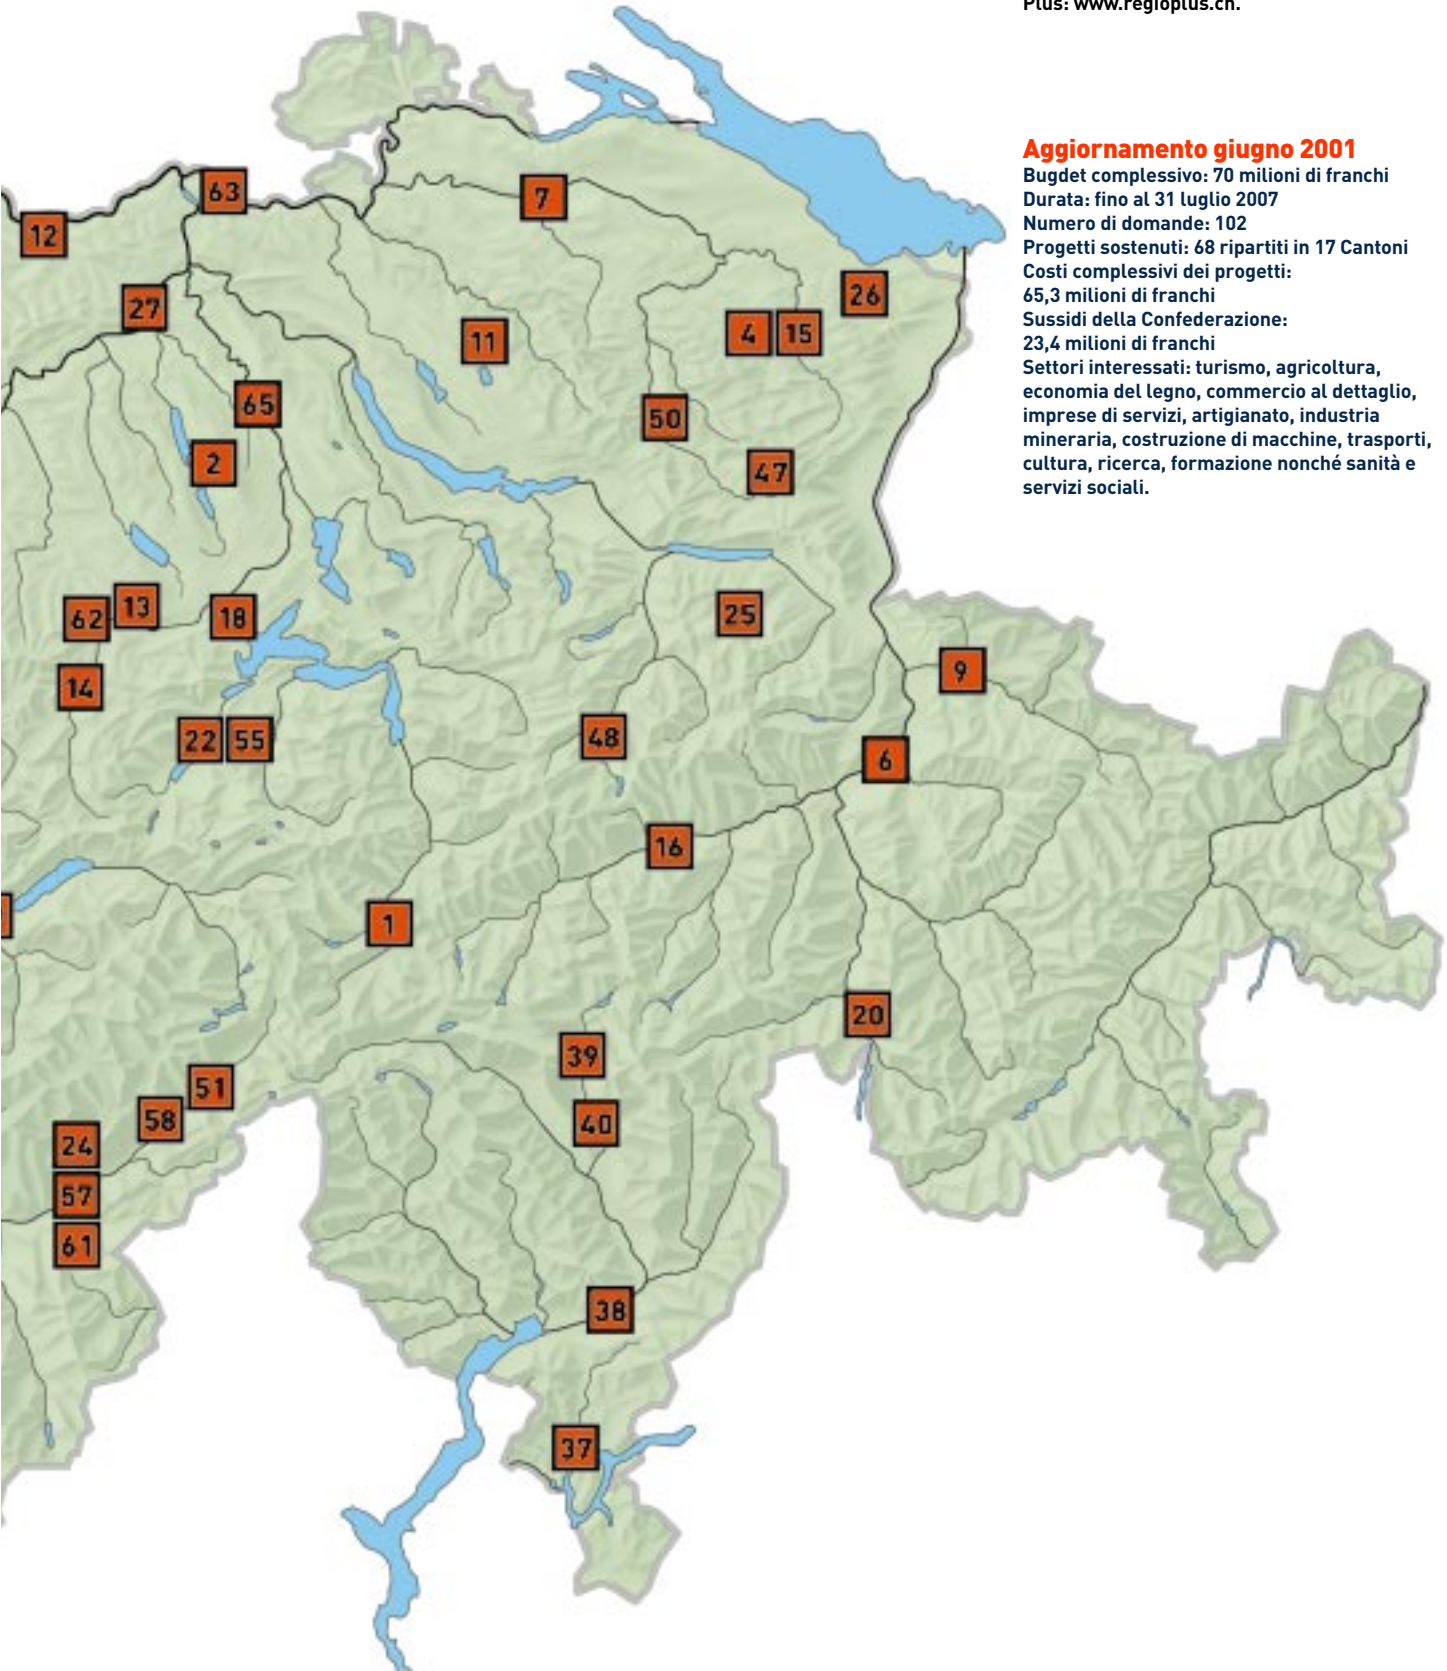 Plus: www.regioplus.ch.
Aggiornamento giugno 2001
Bugdet complessivo: 70 milioni di franchi
Durata: fino al 31 luglio 2007
Numero di domande: 102
Progetti sostenuti: 68 ripartiti in 17 Cantoni
Costi complessivi dei progetti:
65,3 milioni di franchi
Sussidi della Confederazione:
23,4 milioni di franchi
Settori interessati: turismo, agricoltura,
economia del legno, commercio al dettaglio,
imprese di servizi, artigianato, industria
mineraria, costruzione di macchine, trasporti,
cultura, ricerca, formazione nonché sanità e
servizi sociali.
63
7
12
27
26
11
4 15
65
50
2
47
62 13 18
25
14
9
22 55
48
6
16
1
20
39
51
58
40
24
57
61
38
37